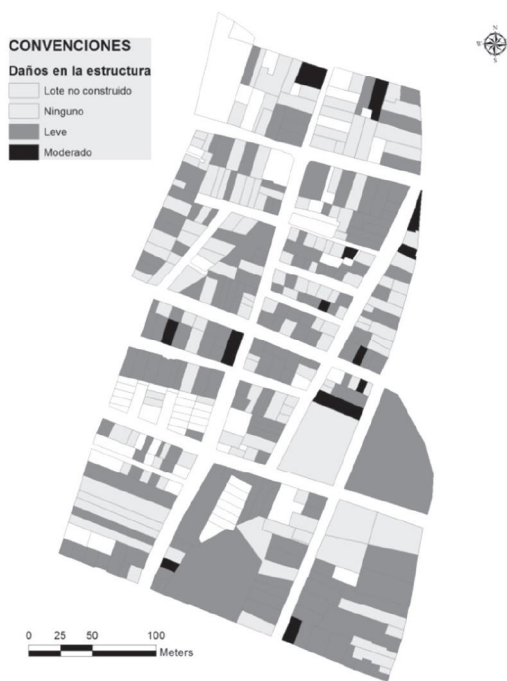 CONVENCIONES
Daños en la estructura
Lote no construido
Ninguno
Leve
Moderado
0 25 50 100
Meters